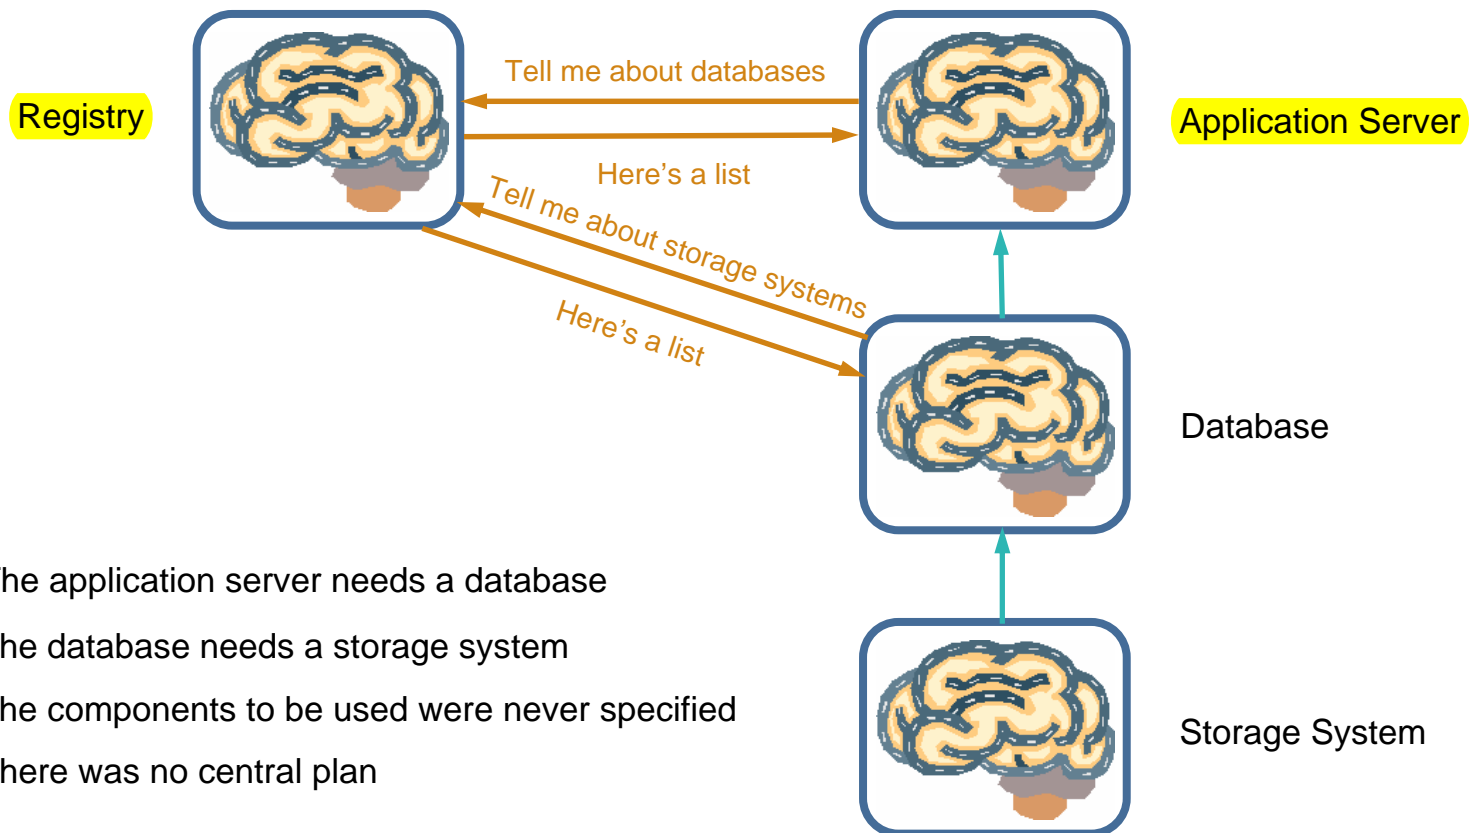 Registry
Tell me about databases
Application Server
Here's a list
Tell me about storage systems
Here's a list
Database
he application server needs a database
he database needs a storage system
he components to be used were never specified
here was no central plan
Storage System